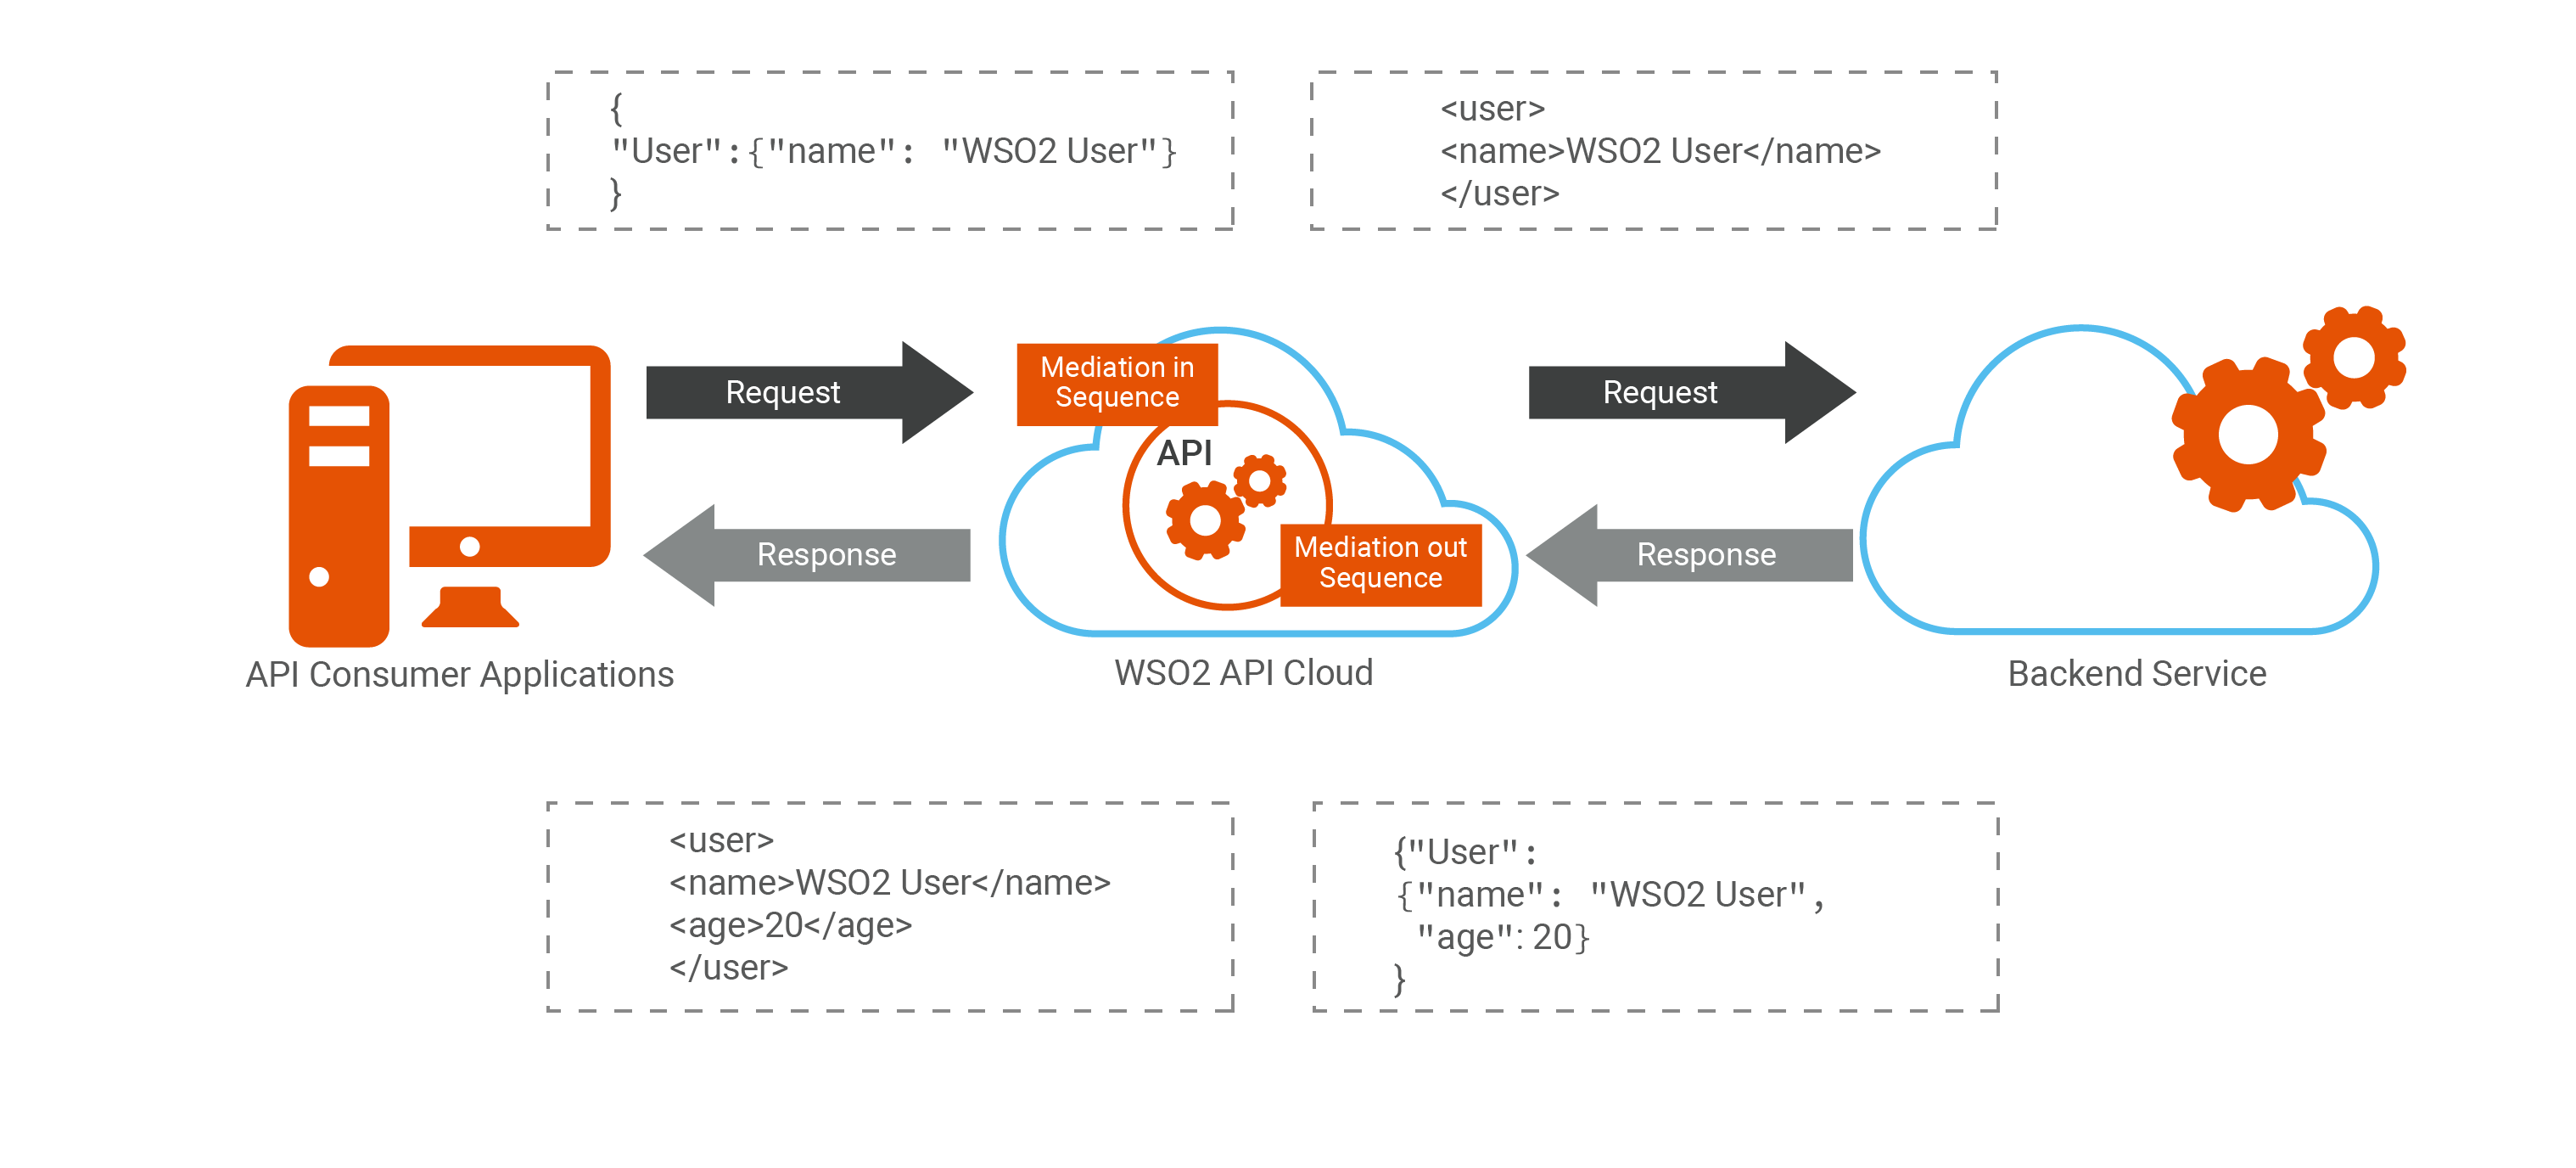 {
"User":{"name": "WSO2 User"}
}
<user>
<name>WSO2 User</name>
</user>
Request
Mediation in
Sequence
API
Request
Response
Mediation out
Sequence
Response
API Consumer Applications
WSO2 API Cloud
Backend Service
<user>
<name>WSO2 User</name>
<age>20</age>
</user>
{"User":
{"name": "WSO2 User",
"age": 20}
}